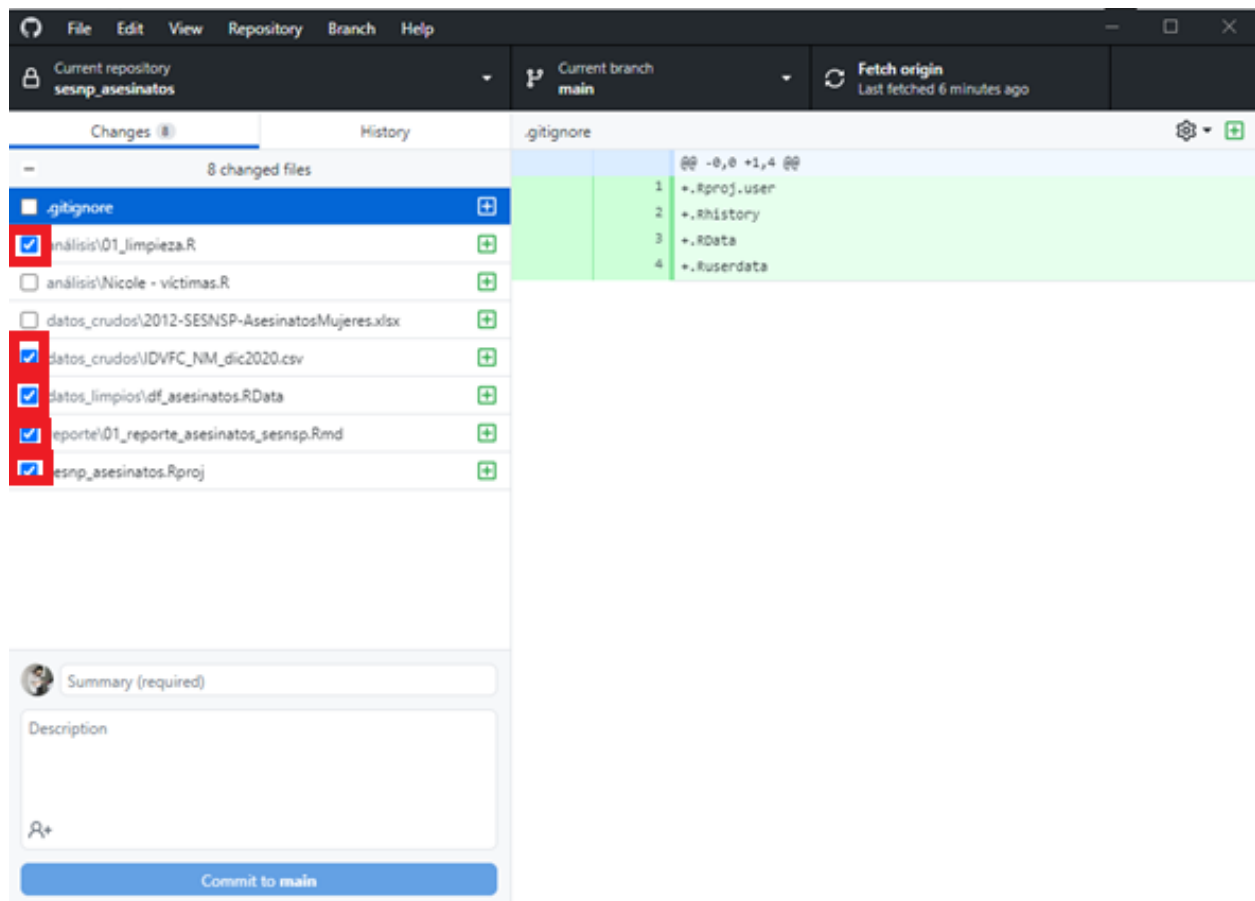 File Edit View Repository Branch Help
Current repository
sesnp_asesinatos
Current branch
main
Fetch origin
Last fetched 6 minutes ago
Changes 8
History
.gitignore
8 changed files
@@ -0,0 +1,4 @@
.gitignore
1 +.Rproj.user
2 +.Rhistory
3 +.RData
4 +.Ruserdata
nálisis\01_limpieza.R
análisis\Nicole - víctimas.R
datos_crudos\2012-SESNSP-AsesinatosMujeres.xlsx
datos_crudos\IDVFC_NM_dic2020.csv
datos_limpios\df_asesinatos.RData
eporte\01_reporte_asesinatos_sesnsp.Rmd
esnp_asesinatos.Rproj
Summary (required)
Description
Commit to main